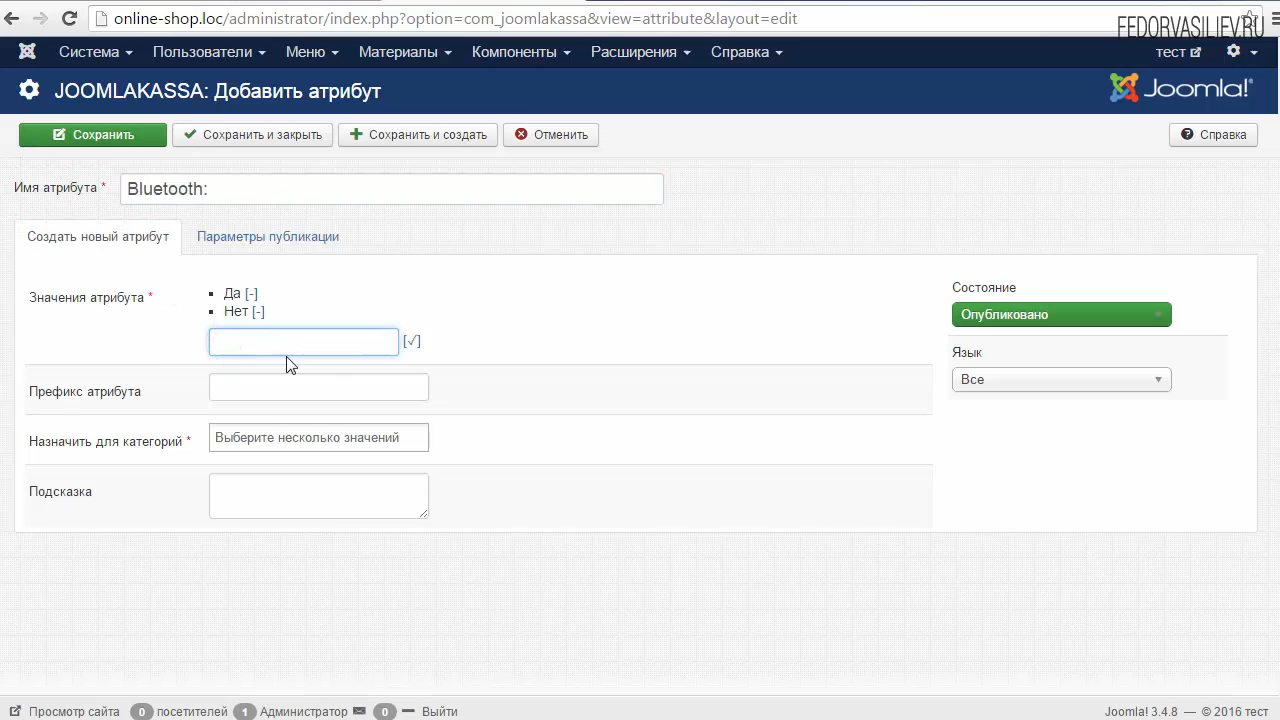 online-shop.loc/administrator/index.php?option=com_joomlakassa&view=attribute&layout=edit
FEDORVASILIEV.RU
Система Пользователи Меню Материалы Компоненты Расширения Справка тест
JOOMLAKASSA: Добавить атрибут Joomla!®
Сохранить Сохранить и закрыть Сохранить и создать Отменить Справка
Имя атрибута * Bluetooth:
Создать новый атрибут Параметры публикации
Значения атрибута *
Да [-]
Нет [-]
[√]
Префикс атрибута
Назначить для категорий * Выберите несколько значений
Подсказка
Состояние
Опубликовано
Язык
Все
Просмотр сайта 0 посетителей 1 Администратор 0 Выйти Joomla! 3.4.8 — © 2016 тест